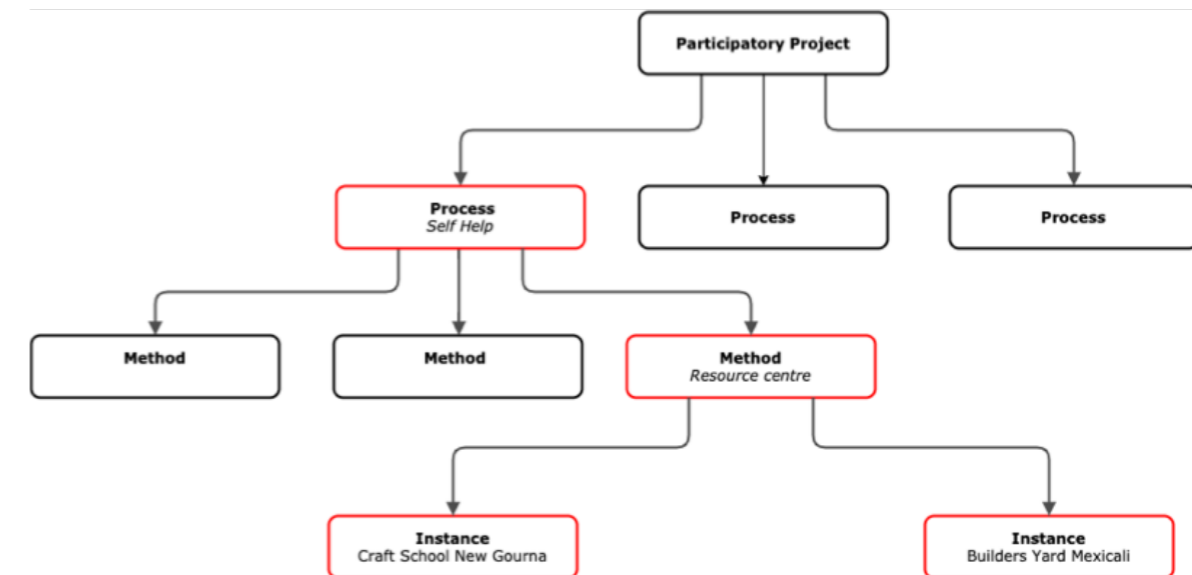 Participatory Project
Process
Self Help
Process
Process
Method
Method
Method
Resource centre
Instance
Craft School New Gourna
Instance
Builders Yard Mexicali